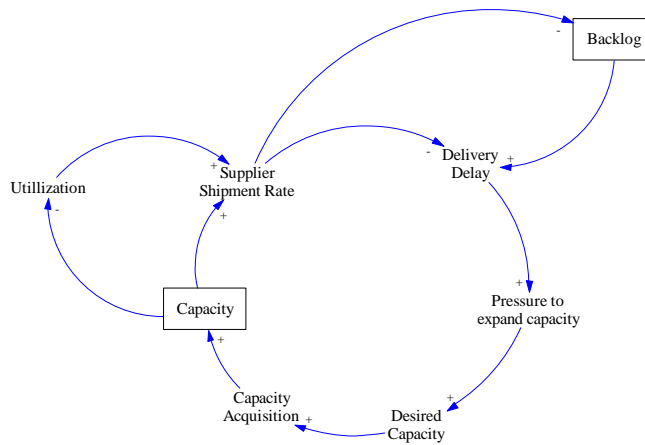 Backlog
-
+
Delivery
Delay
-
+
Supplier
Shipment Rate
+
Utillization
-
Capacity
+
+
Pressure to
expand capacity
+
Desired
Capacity
+
Capacity
Acquisition